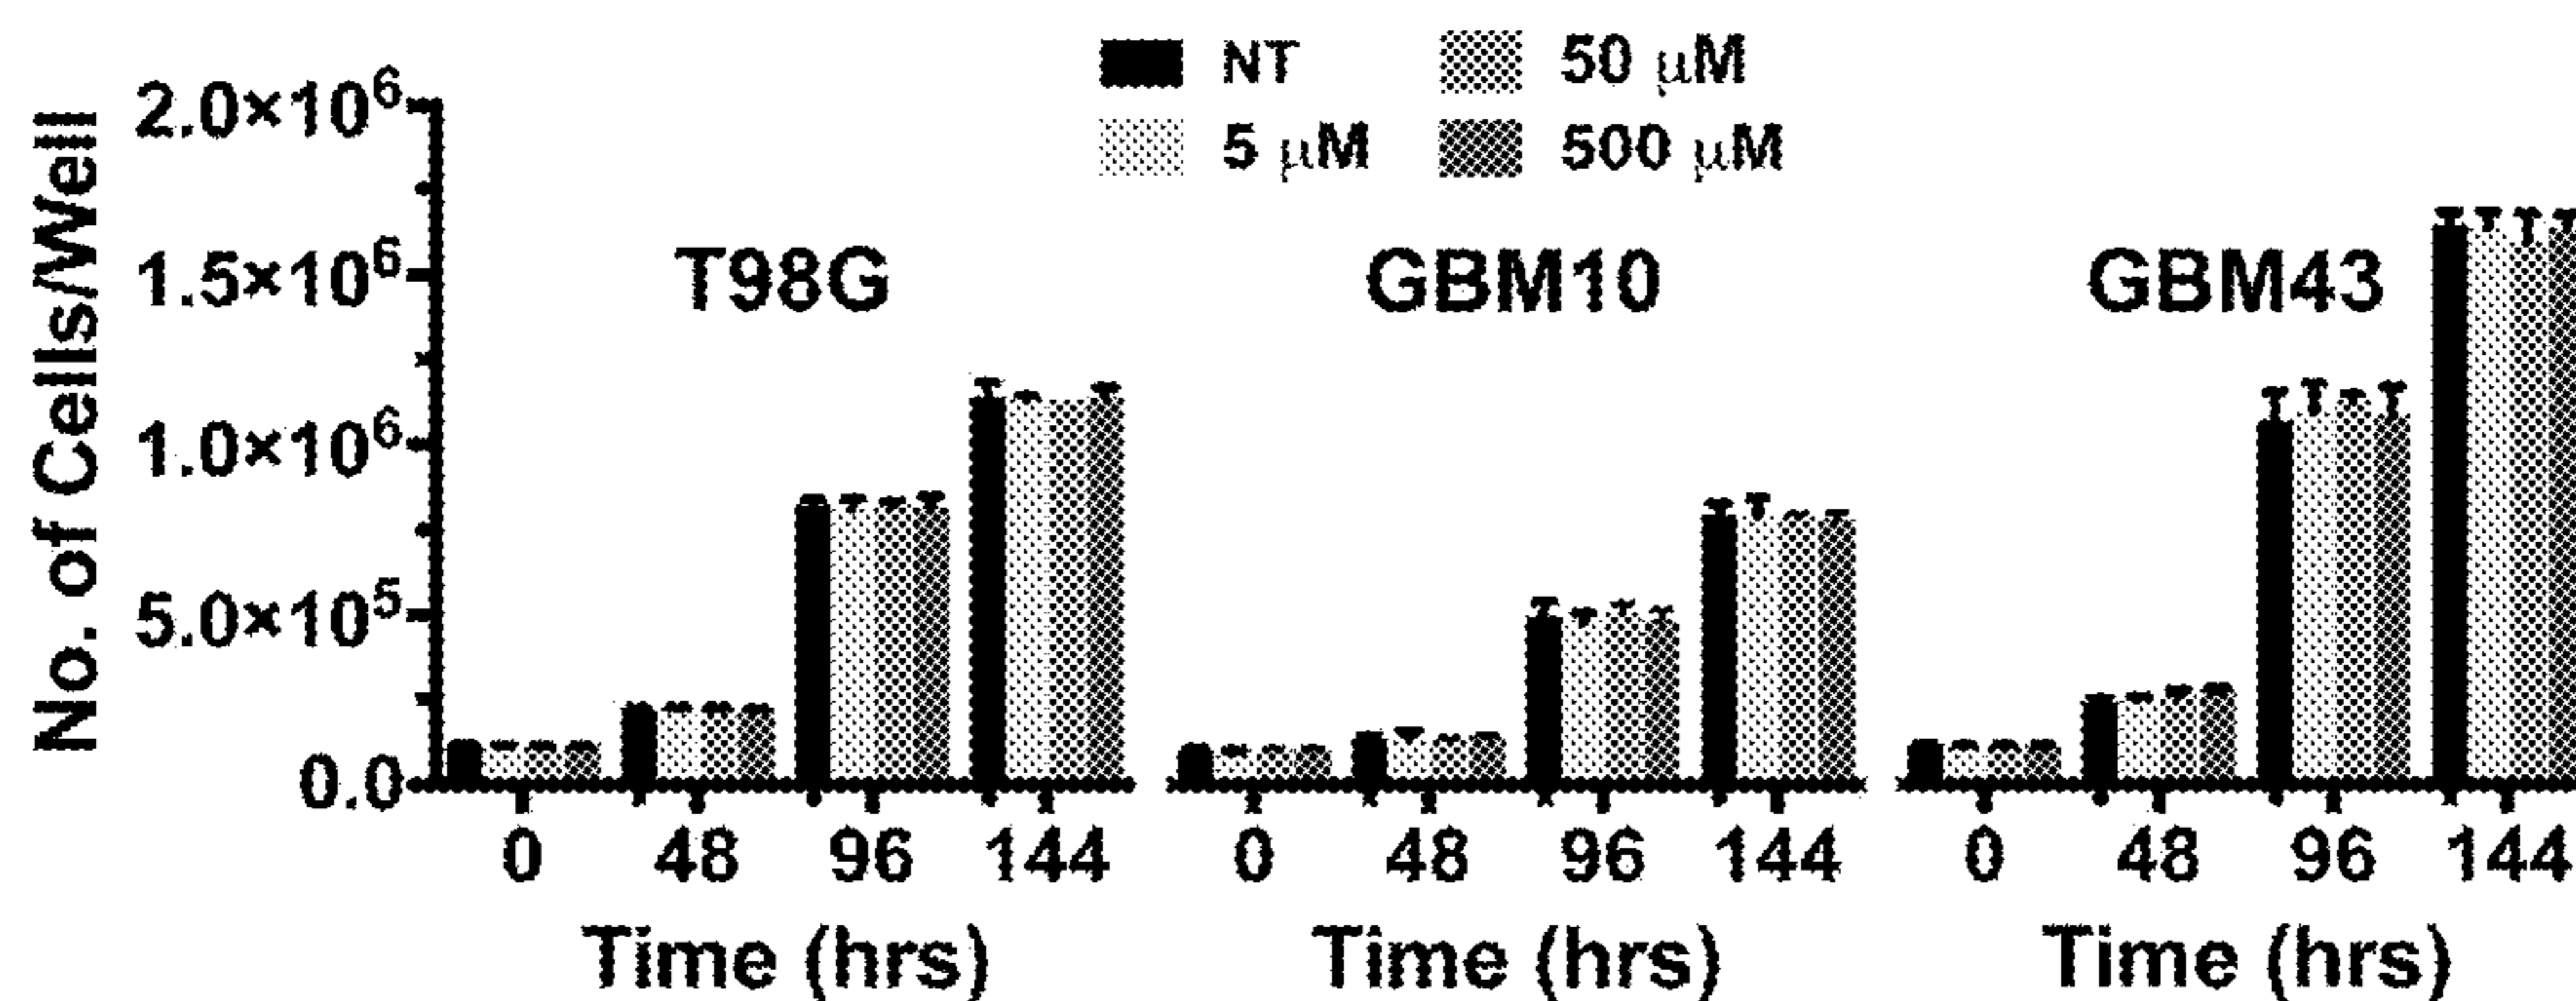 NT 50 μM
5 μM 500 μM
No. of Cells/Well
2.0×10⁶
1.5×10⁶
1.0×10⁶
5.0×10⁵
0.0
T98G GBM10 GBM43
0 48 96 144 0 48 96 144 0 48 96 144
Time (hrs) Time (hrs) Time (hrs)